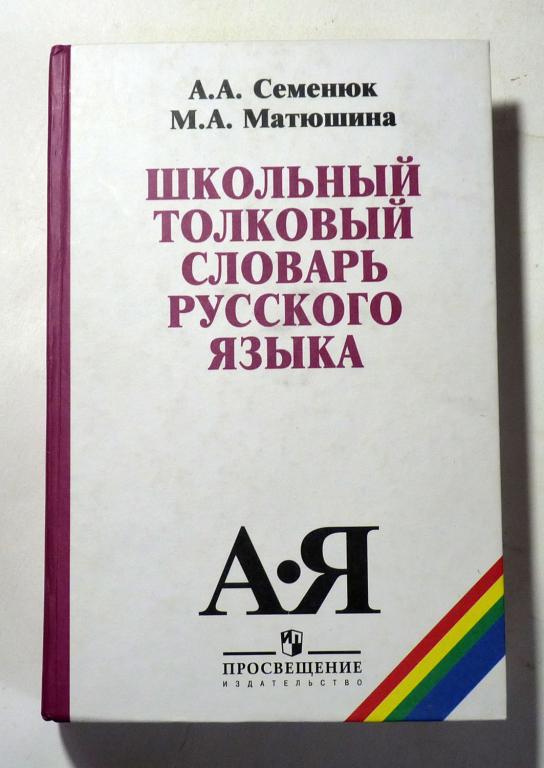 А.А. Семенюк
М.А. Матюшина
ШКОЛЬНЫЙ
ТОЛКОВЫЙ
СЛОВАРЬ
РУССКОГО
ЯЗЫКА
А·Я
ПРОСВЕЩЕНИЕ
ИЗДАТЕЛЬСТВО